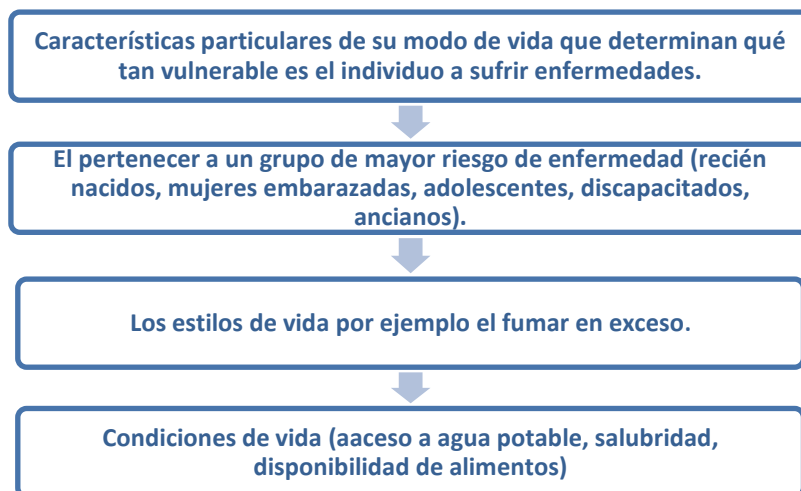 Características particulares de su modo de vida que determinan qué
tan vulnerable es el individuo a sufrir enfermedades.
El pertenecer a un grupo de mayor riesgo de enfermedad (recién
nacidos, mujeres embarazadas, adolescentes, discapacitados,
ancianos).
Los estilos de vida por ejemplo el fumar en exceso.
Condiciones de vida (aaceso a agua potable, salubridad,
disponibilidad de alimentos)